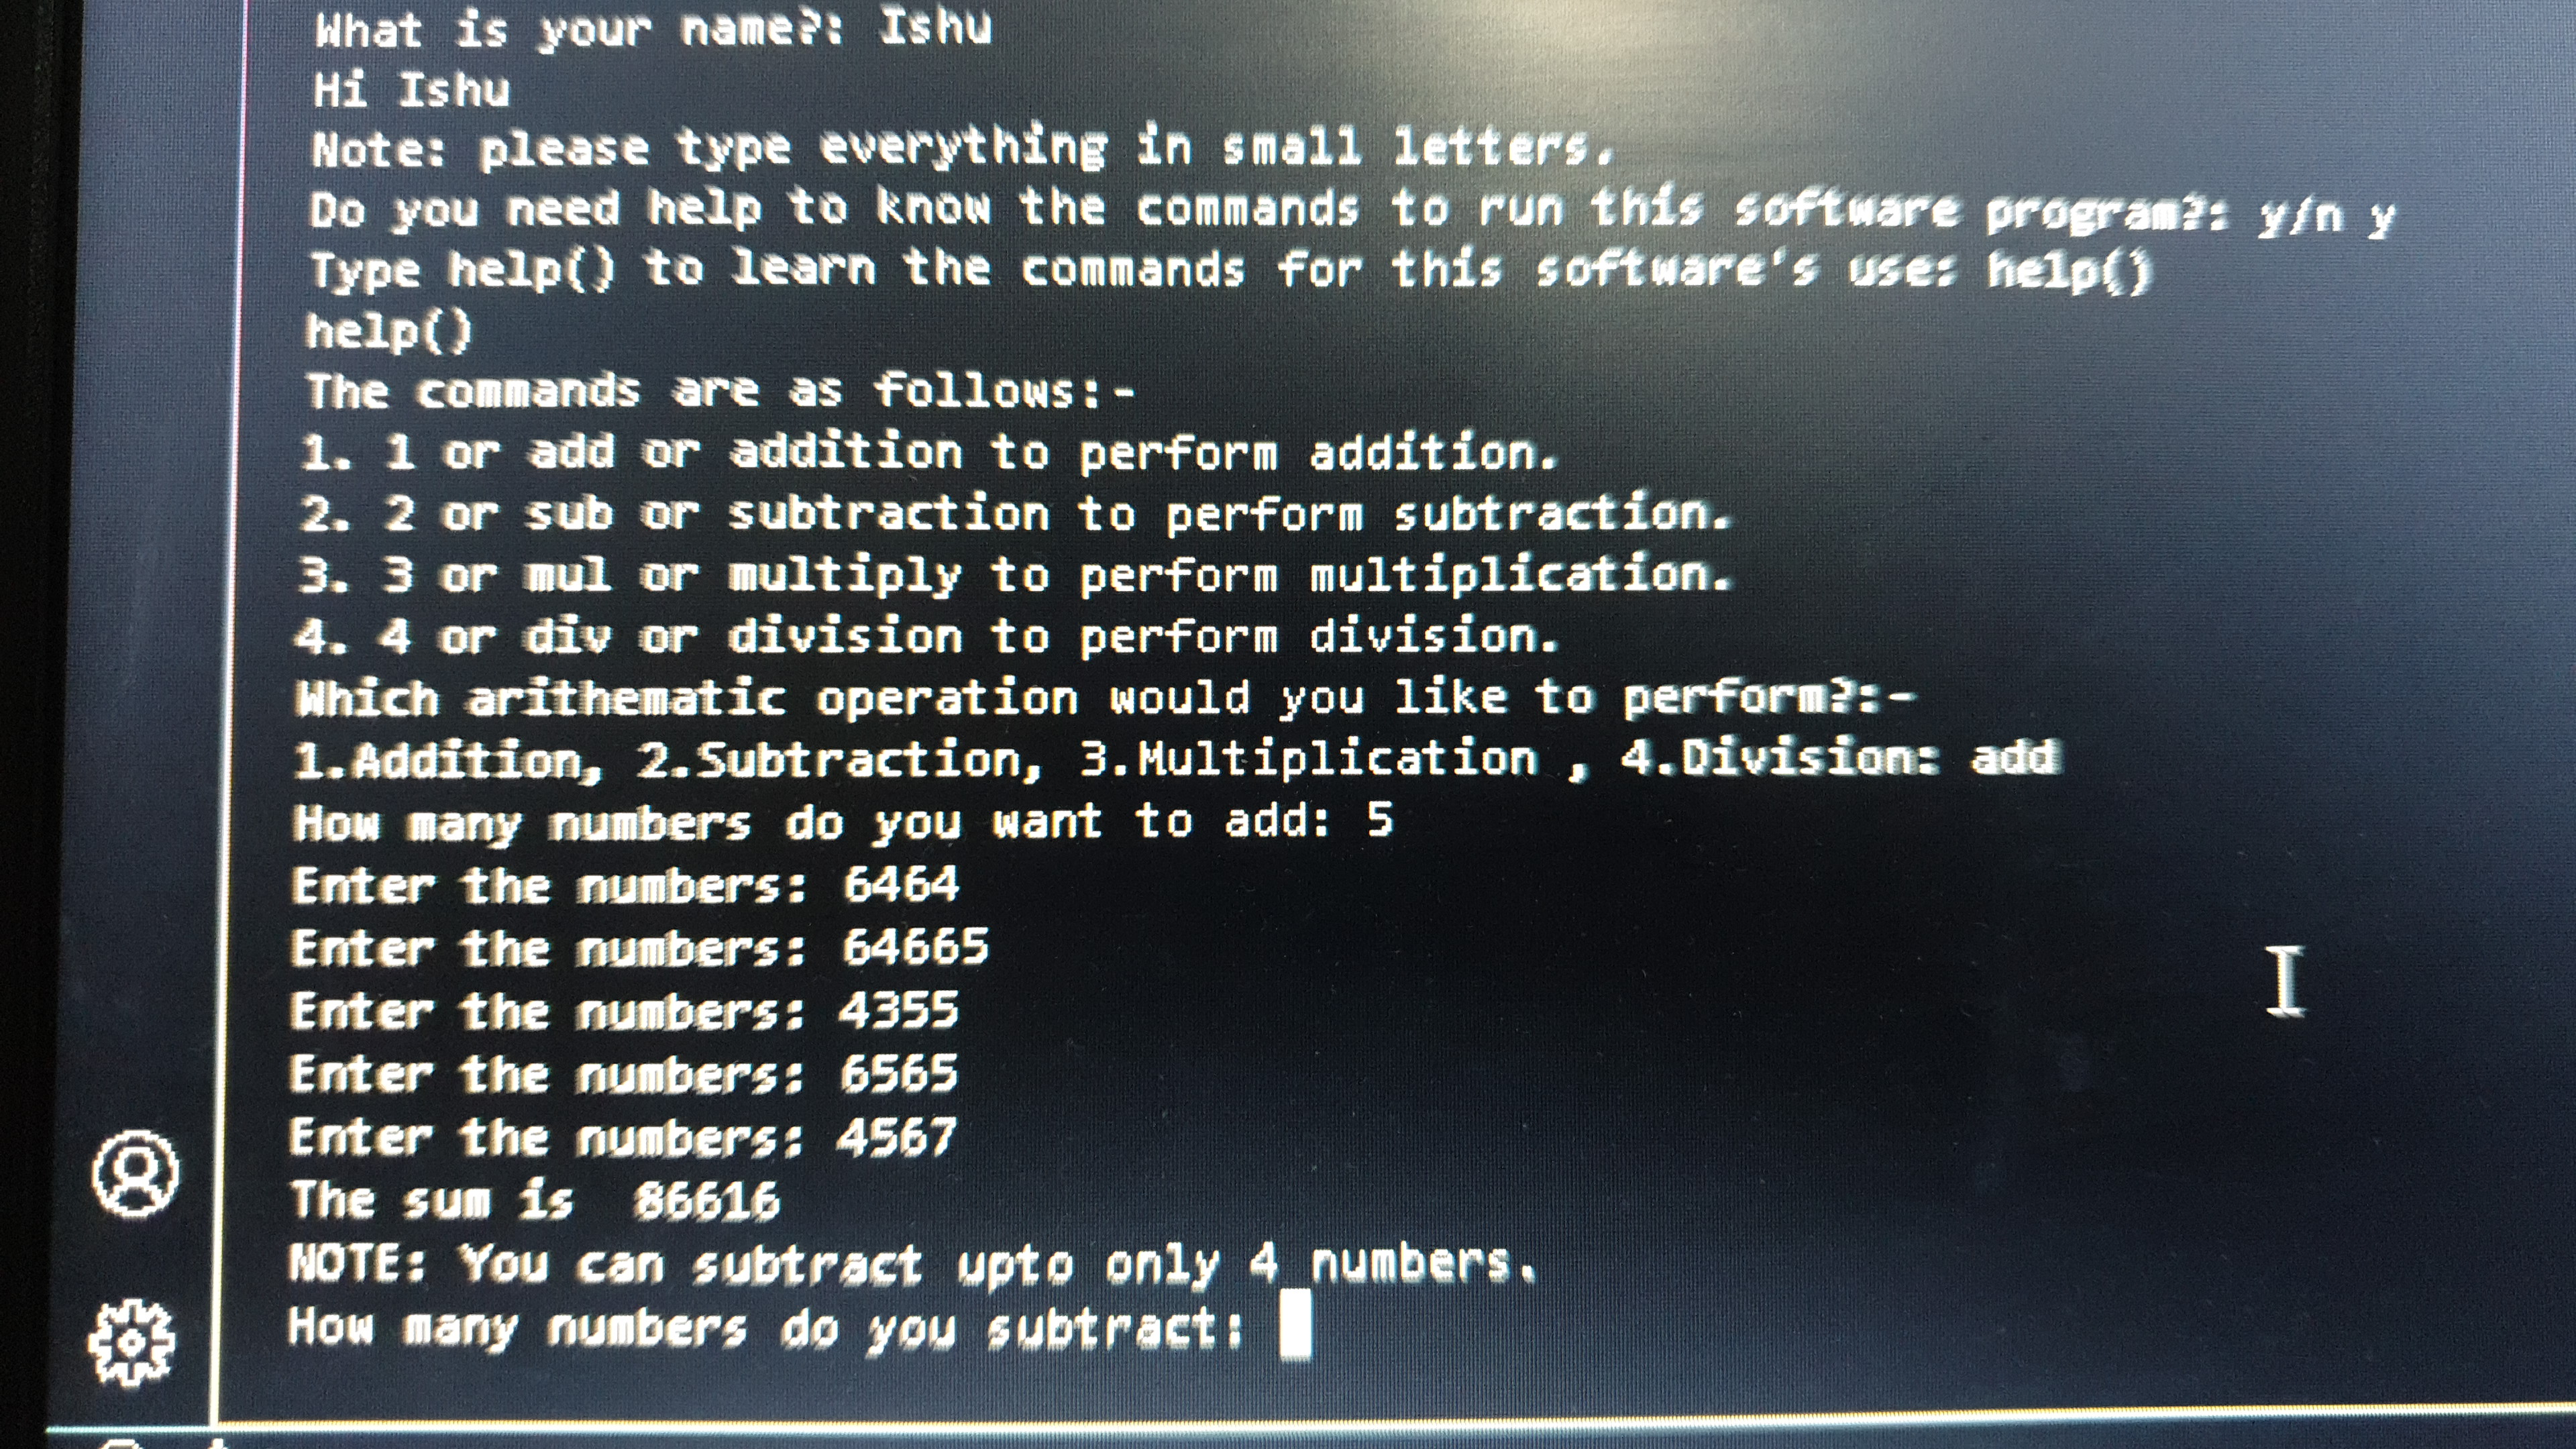 What is your name?: Ishu
Hi Ishu
Note: please type everything in small letters.
Do you need help to know the commands to run this software program?: y/n y
Type help() to learn the commands for this software's use: help()
help()
The commands are as follows:-
1. 1 or add or addition to perform addition.
2. 2 or sub or subtraction to perform subtraction.
3. 3 or mul or multiply to perform multiplication.
4. 4 or div or division to perform division.
Which arithematic operation would you like to perform?:-
1.Addition, 2.Subtraction, 3.Multiplication , 4.Division: add
How many numbers do you want to add: 5
Enter the numbers: 6464
Enter the numbers: 64665
Enter the numbers: 4355
Enter the numbers: 6565
Enter the numbers: 4567
The sum is  86616
NOTE: You can subtract upto only 4 numbers.
How many numbers do you subtract: